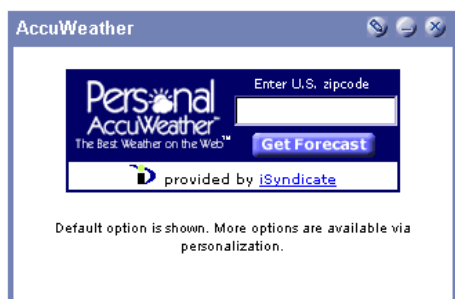 AccuWeather
Personal
AccuWeather™
The Best Weather on the Web™
Enter U.S. zipcode
Get Forecast
provided by iSyndicate
Default option is shown. More options are available via
personalization.